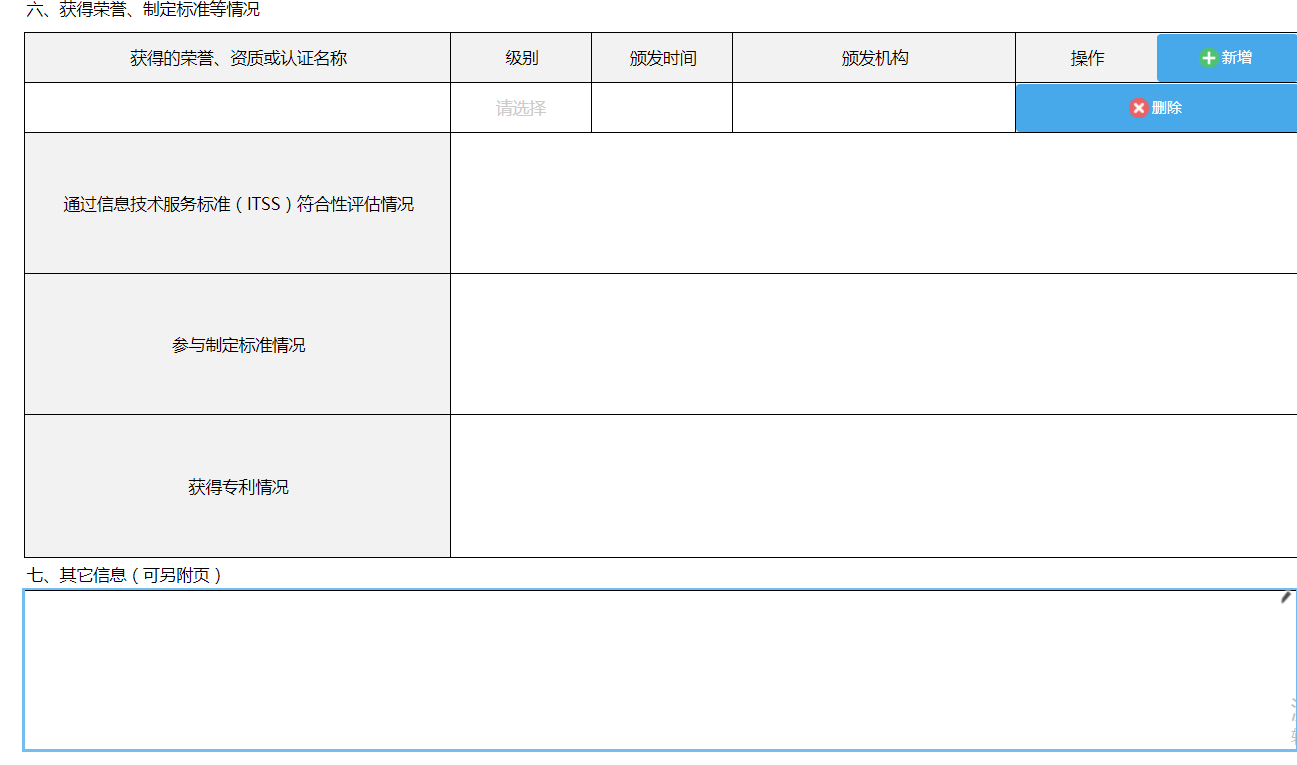 六、获得荣誉、制定标准等情况
获得的荣誉、资质或认证名称 级别 颁发时间 颁发机构 操作 新增
请选择 删除
通过信息技术服务标准（ITSS）符合性评估情况
参与制定标准情况
获得专利情况
七、其它信息（可另附页）